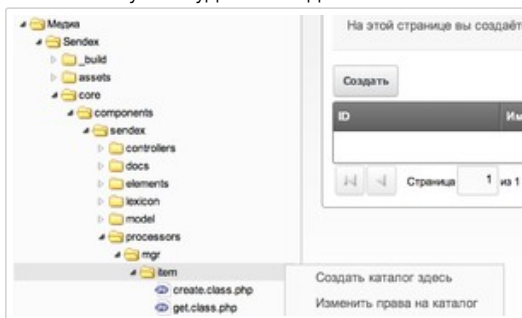 Медиа
Sendex
_build
assets
core
components
sendex
controllers
docs
elements
lexicon
model
processors
mgr
item
create.class.php
get.class.php
На этой странице вы создаёт
Создать
ID
Им
Страница 1 из 1
Создать каталог здесь
Изменить права на каталог